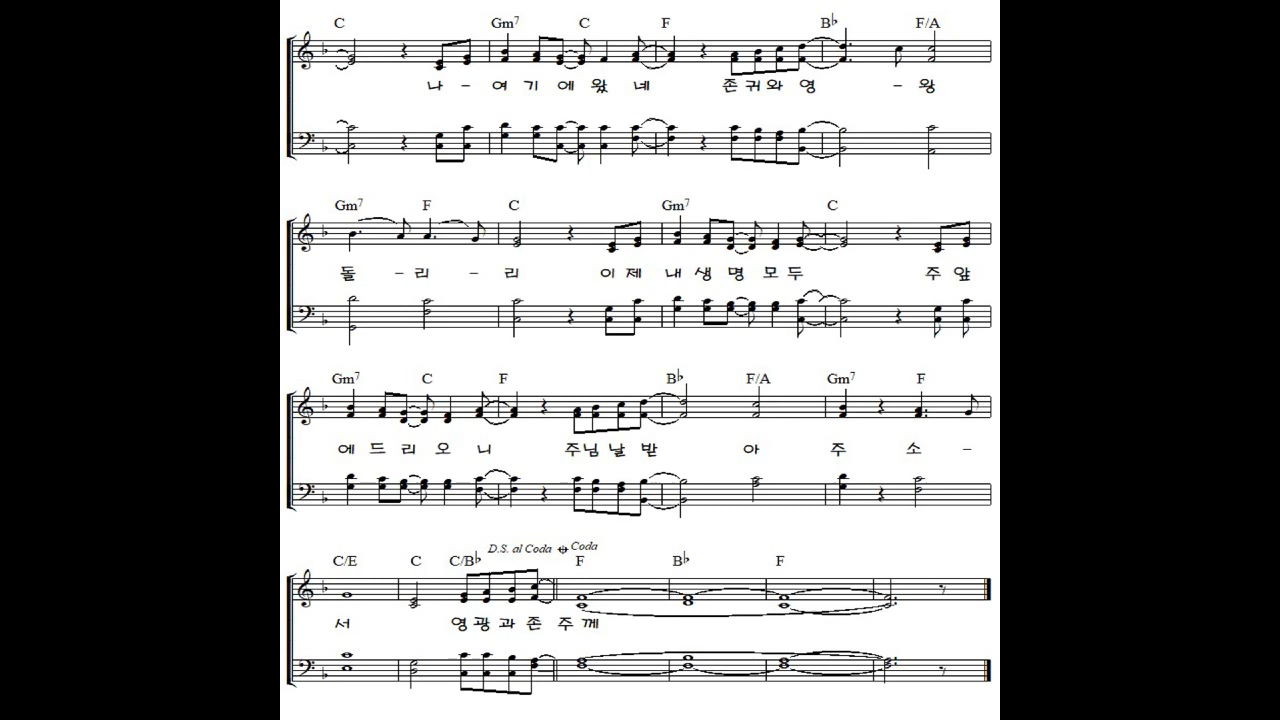 C Gm7 C F B♭ F/A
나 - 여 기 에 왔 네 존 귀 와 영 - 왕
Gm7 F C Gm7 C
돌 - 리 - 리 이 제 내 생 명 모 두 주 앞
Gm7 C F B♭ F/A Gm7 F
에 드 리 오 니 주 님 날 받 아 주 소 -
D.S. al Coda Coda
C/E C C/B♭ F B♭ F
서 영 광 과 존 주 께